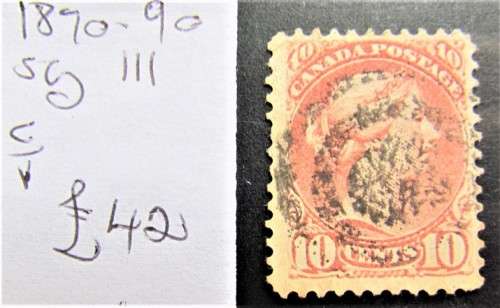 1870-90
SG 111
c/v
£42
10 10
CANADA POSTAGE
10 CENTS 10